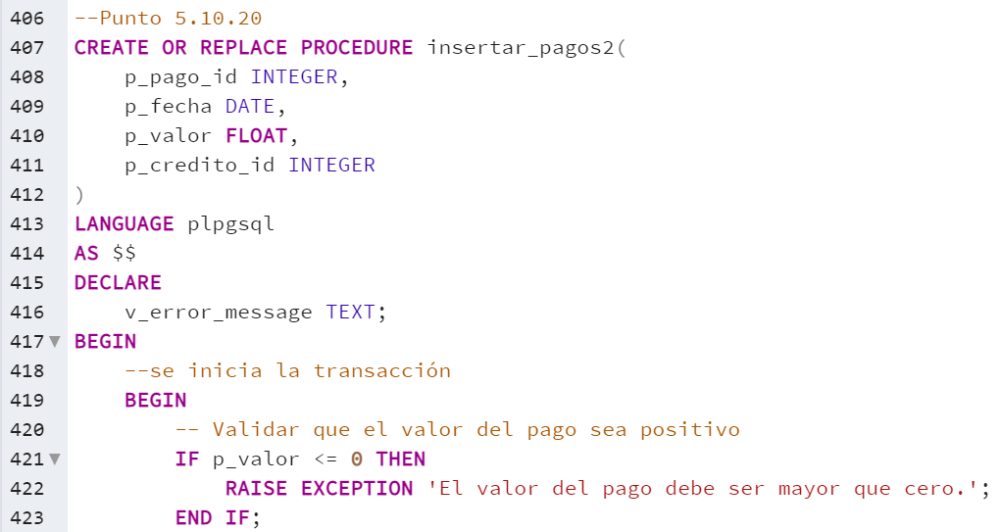 406 --Punto 5.10.20
407 CREATE OR REPLACE PROCEDURE insertar_pagos2(
408     p_pago_id INTEGER,
409     p_fecha DATE,
410     p_valor FLOAT,
411     p_credito_id INTEGER
412 )
413 LANGUAGE plpgsql
414 AS $$
415 DECLARE
416     v_error_message TEXT;
417 BEGIN
418     --se inicia la transacción
419     BEGIN
420         -- Validar que el valor del pago sea positivo
421         IF p_valor <= 0 THEN
422             RAISE EXCEPTION 'El valor del pago debe ser mayor que cero.';
423         END IF;